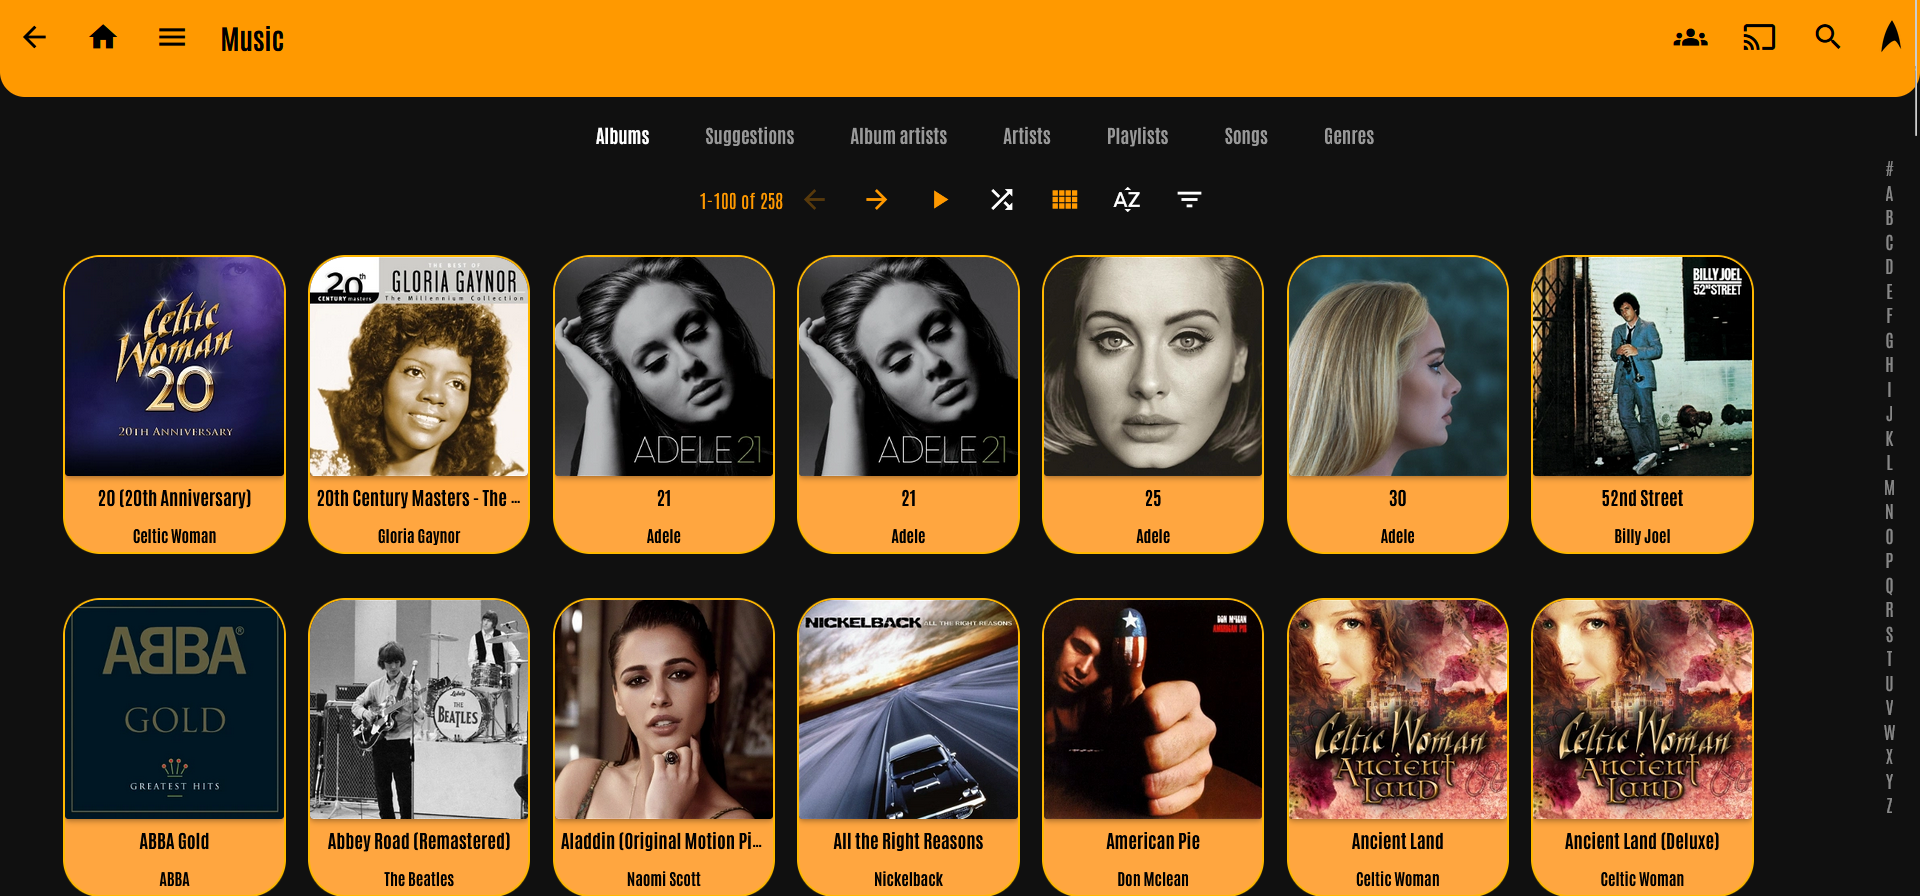 Music
Albums Suggestions Album artists Artists Playlists Songs Genres
1-100 of 258 AZ
#
A
B
C
D
E
F
G
H
I
J
K
L
M
N
O
P
Q
R
S
T
U
V
W
X
Y
Z
Celtic
Woman
20
20TH ANNIVERSARY
20 (20th Anniversary)
Celtic Woman
THE BEST OF
20th
CENTURY masters
GLORIA GAYNOR
The Millennium Collection
20th Century Masters - The ...
Gloria Gaynor
ADELE 21
21
Adele
ADELE 21
21
Adele
25
Adele
30
Adele
BILLY JOEL
52ND STREET
52nd Street
Billy Joel
ABBA®
GOLD
GREATEST HITS
ABBA Gold
ABBA
Ludwig
THE
BEATLES
Abbey Road (Remastered)
The Beatles
Aladdin (Original Motion Pi...
Naomi Scott
NICKELBACK ALL THE RIGHT REASONS
All the Right Reasons
Nickelback
DON McLEAN
AMERICAN PIE
American Pie
Don Mclean
Celtic Woman
Ancient
Land
Ancient Land
Celtic Woman
Celtic Woman
Ancient
Land
Ancient Land (Deluxe)
Celtic Woman